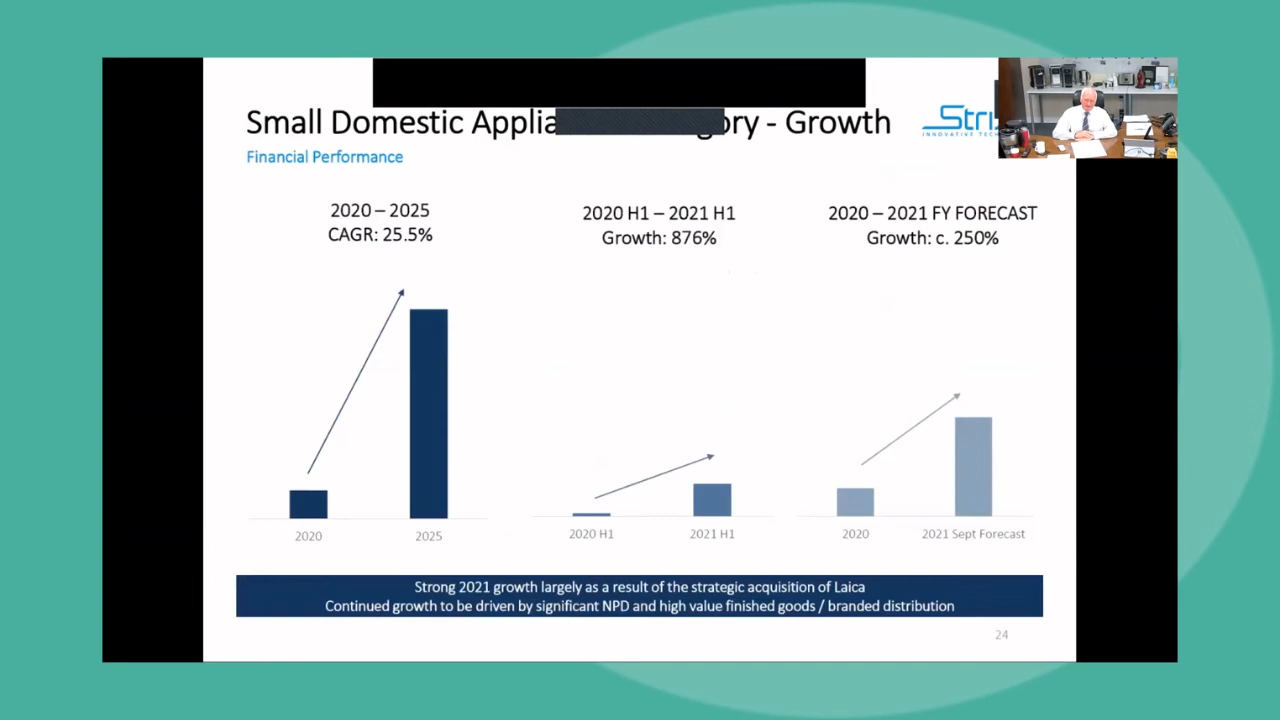 Small Domestic Applia ory - Growth
Stri
INNOVATIVE TECH
Financial Performance
2020 – 2025
CAGR: 25.5%
2020 H1 – 2021 H1
Growth: 876%
2020 – 2021 FY FORECAST
Growth: c. 250%
2020
2025
2020 H1
2021 H1
2020
2021 Sept Forecast
Strong 2021 growth largely as a result of the strategic acquisition of Laica
Continued growth to be driven by significant NPD and high value finished goods / branded distribution
24